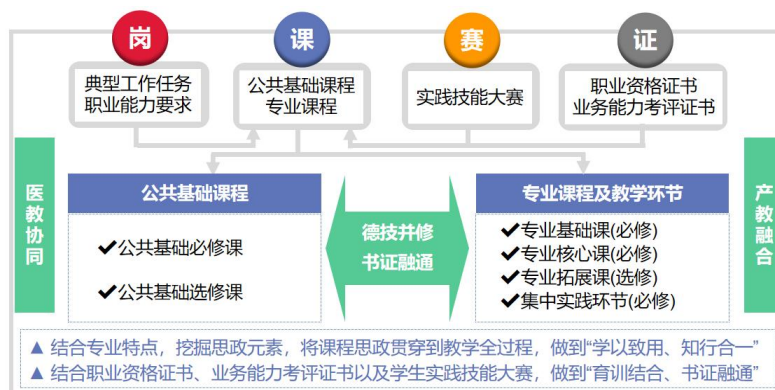 岗
课
赛
证
典型工作任务
职业能力要求
公共基础课程
专业课程
实践技能大赛
职业资格证书
业务能力考评证书
医教协同
公共基础课程
✔公共基础必修课
✔公共基础选修课
德技并修
书证融通
专业课程及教学环节
✔专业基础课(必修)
✔专业核心课(必修)
✔专业拓展课(选修)
✔集中实践环节(必修)
产教融合
▲ 结合专业特点，挖掘思政元素，将课程思政贯穿到教学全过程，做到“学以致用、知行合一”
▲ 结合职业资格证书、业务能力考评证书以及学生实践技能大赛，做到“育训结合、书证融通”